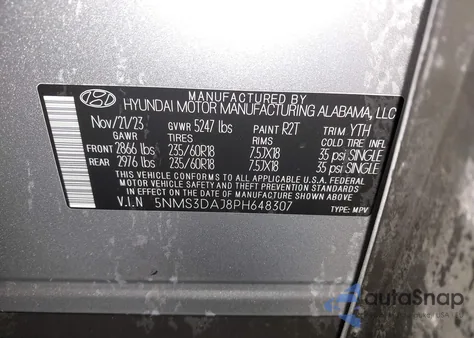 MANUFACTURED BY
HYUNDAI MOTOR MANUFACTURING ALABAMA, LLC
Nov/21/23 GVWR 5247 lbs PAINT R2T TRIM YTH
GAWR TIRES RIMS COLD TIRE INFL
FRONT 2866 lbs 235/60R18 7.5JX18 35 psi SINGLE
REAR 2976 lbs 235/60R18 7.5JX18 35 psi SINGLE
THIS VEHICLE CONFORMS TO ALL APPLICABLE U.S.A. FEDERAL
MOTOR VEHICLE SAFETY AND THEFT PREVENTION STANDARDS
IN EFFECT ON THE DATE OF MANUFACTURE SHOWN ABOVE.
V.I.N 5NMS3DAJ8PH648307 TYPE: MPV
autoSnap